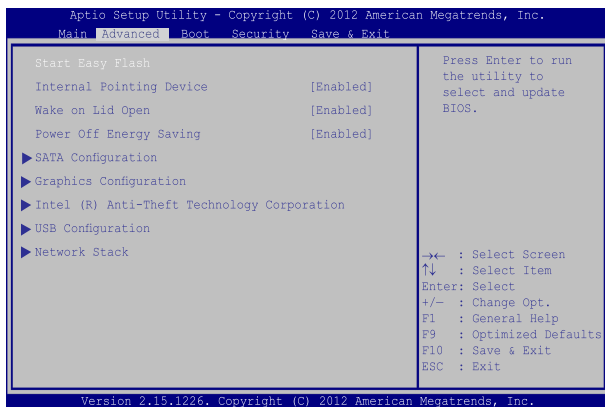 Aptio Setup Utility - Copyright (C) 2012 American Megatrends, Inc.
Main Advanced Boot Security Save & Exit
Start Easy Flash
Internal Pointing Device [Enabled]
Wake on Lid Open [Enabled]
Power Off Energy Saving [Enabled]
SATA Configuration
Graphics Configuration
Intel (R) Anti-Theft Technology Corporation
USB Configuration
Network Stack
Press Enter to run
the utility to
select and update
BIOS.
→← : Select Screen
↑↓ : Select Item
Enter: Select
+/— : Change Opt.
F1 : General Help
F9 : Optimized Defaults
F10 : Save & Exit
ESC : Exit
Version 2.15.1226. Copyright (C) 2012 American Megatrends, Inc.